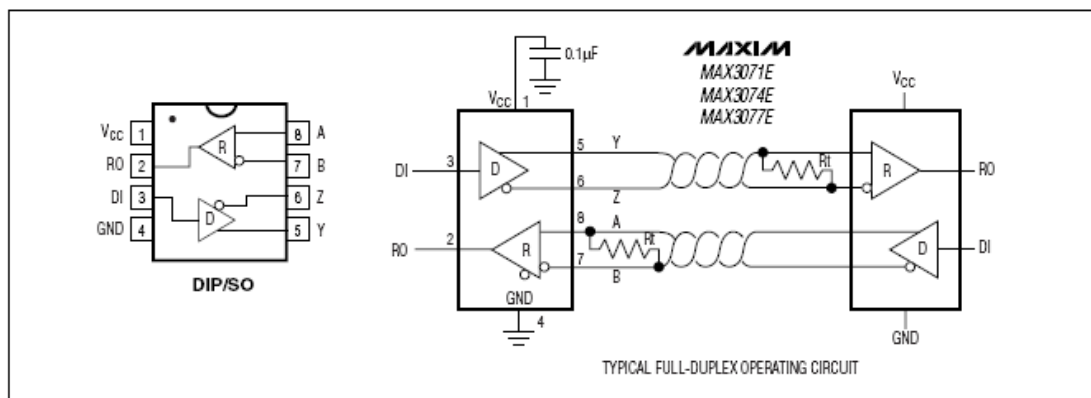 VCC 1
RO 2
DI 3
GND 4
R
D
8 A
7 B
6 Z
5 Y
DIP/SO
0.1µF
VCC
1
DI
3
D
5
Y
6
Z
RO
2
R
8
A
7
B
Rt
GND
4
MAXIM
MAX3071E
MAX3074E
MAX3077E
Rt
VCC
R
RO
D
DI
GND
TYPICAL FULL-DUPLEX OPERATING CIRCUIT